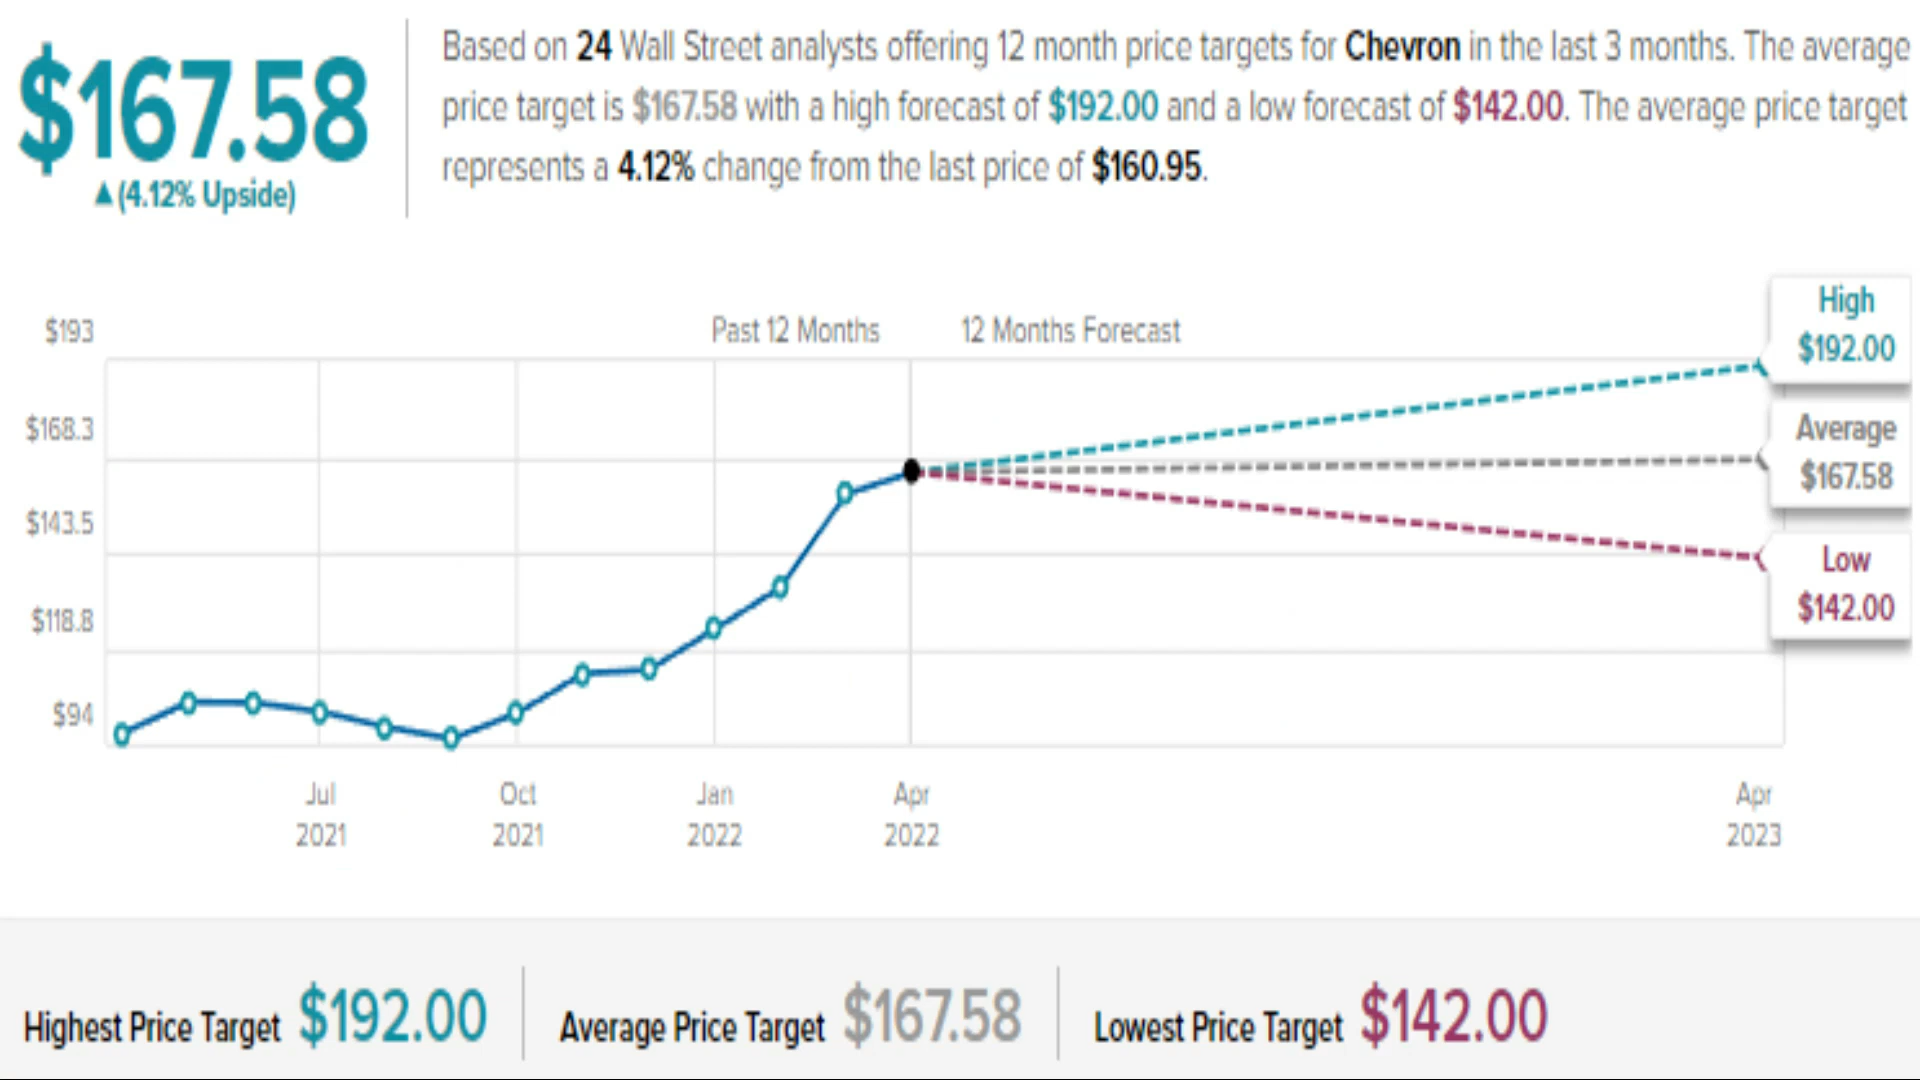 $167.58
▲(4.12% Upside)
Based on 24 Wall Street analysts offering 12 month price targets for Chevron in the last 3 months. The average
price target is $167.58 with a high forecast of $192.00 and a low forecast of $142.00. The average price target
represents a 4.12% change from the last price of $160.95.
Past 12 Months
12 Months Forecast
$193
$168.3
$143.5
$118.8
$94
High
$192.00
Average
$167.58
Low
$142.00
Jul
2021
Oct
2021
Jan
2022
Apr
2022
Apr
2023
Highest Price Target $192.00
Average Price Target $167.58
Lowest Price Target $142.00